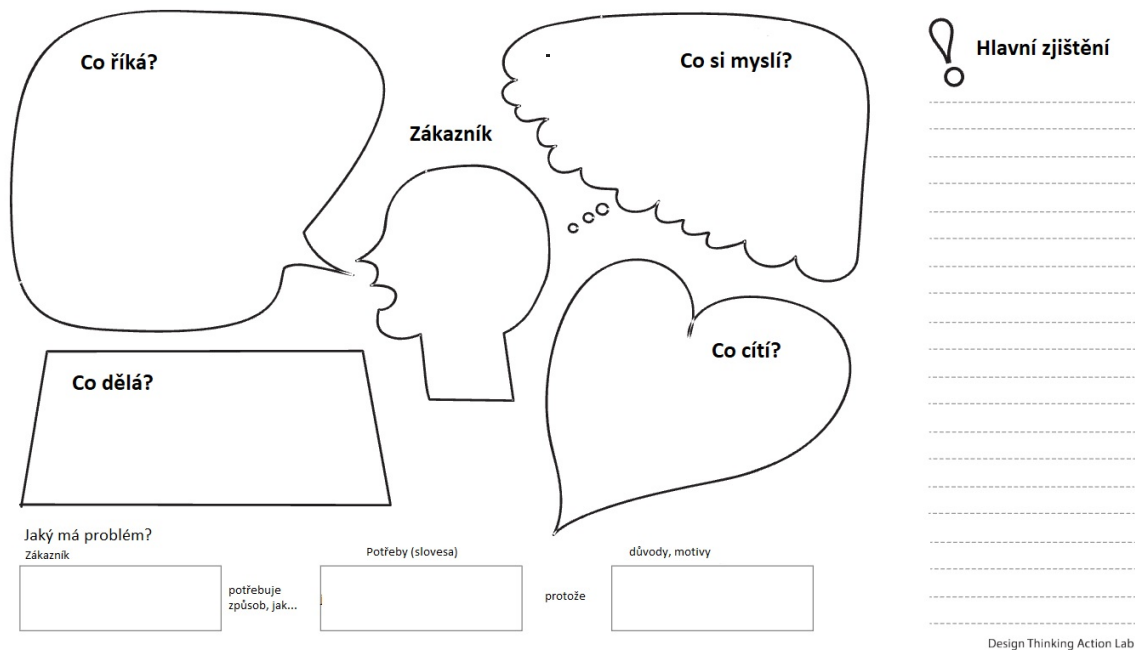 Co říká?
Co si myslí?
Hlavní zjištění
Zákazník
Co cítí?
Co dělá?
Jaký má problém?
Zákazník
Potřeby (slovesa)
důvody, motivy
potřebuje
způsob, jak...
protože
Design Thinking Action Lab